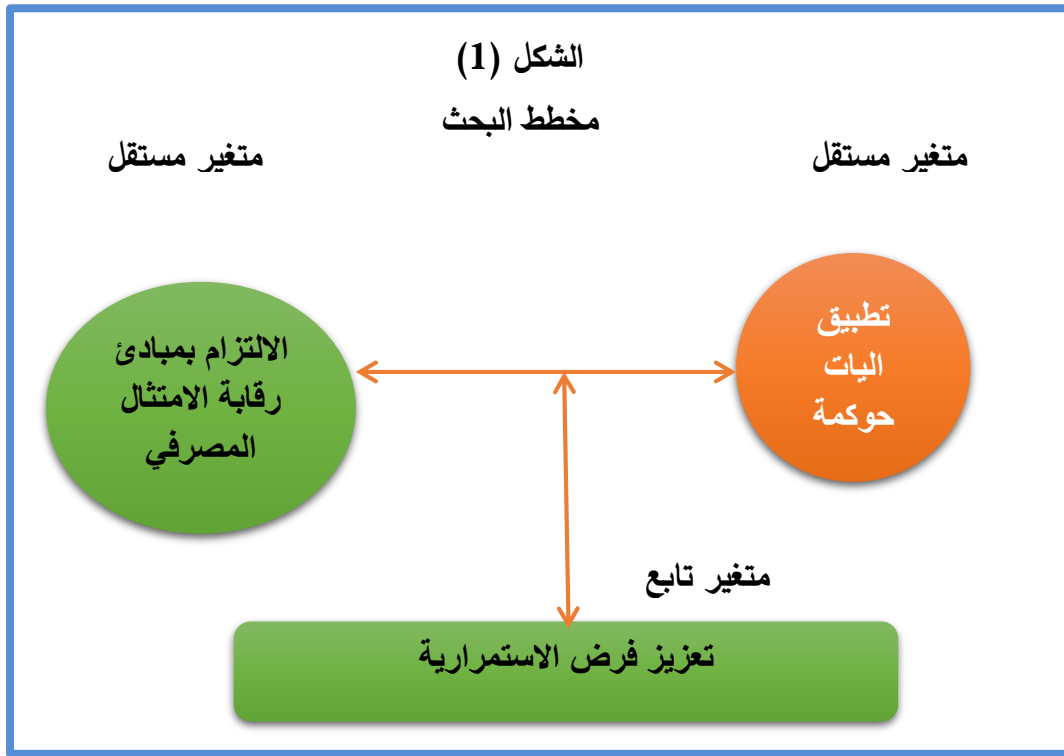 الشكل (1)
مخطط البحث
متغير مستقل
متغير مستقل
تطبيق
اليات
حوكمة
الالتزام بمبادئ
رقابة الامتثال
المصرفي
متغير تابع
تعزيز فرض الاستمرارية